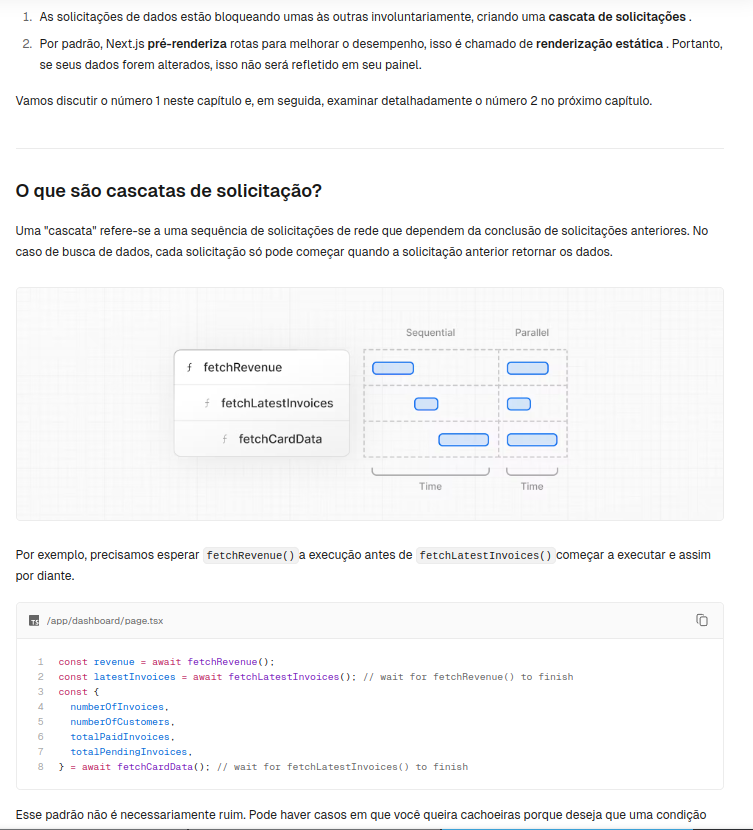 1. As solicitações de dados estão bloqueando umas às outras involuntariamente, criando uma cascata de solicitações .
2. Por padrão, Next.js pré-renderiza rotas para melhorar o desempenho, isso é chamado de renderização estática . Portanto,
se seus dados forem alterados, isso não será refletido em seu painel.
Vamos discutir o número 1 neste capítulo e, em seguida, examinar detalhadamente o número 2 no próximo capítulo.
O que são cascatas de solicitação?
Uma "cascata" refere-se a uma sequência de solicitações de rede que dependem da conclusão de solicitações anteriores. No
caso de busca de dados, cada solicitação só pode começar quando a solicitação anterior retornar os dados.
Sequential Parallel
ƒ fetchRevenue
ƒ fetchLatestInvoices
ƒ fetchCardData
Time Time
Por exemplo, precisamos esperar fetchRevenue() a execução antes de fetchLatestInvoices() começar a executar e assim
por diante.
TS /app/dashboard/page.tsx
1 const revenue = await fetchRevenue();
2 const latestInvoices = await fetchLatestInvoices(); // wait for fetchRevenue() to finish
3 const {
4 numberOfInvoices,
5 numberOfCustomers,
6 totalPaidInvoices,
7 totalPendingInvoices,
8 } = await fetchCardData(); // wait for fetchLatestInvoices() to finish
Esse padrão não é necessariamente ruim. Pode haver casos em que você queira cachoeiras porque deseja que uma condição